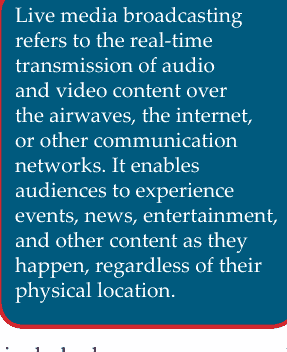 Live media broadcasting
refers to the real-time
transmission of audio
and video content over
the airwaves, the internet,
or other communication
networks. It enables
audiences to experience
events, news, entertainment,
and other content as they
happen, regardless of their
physical location.